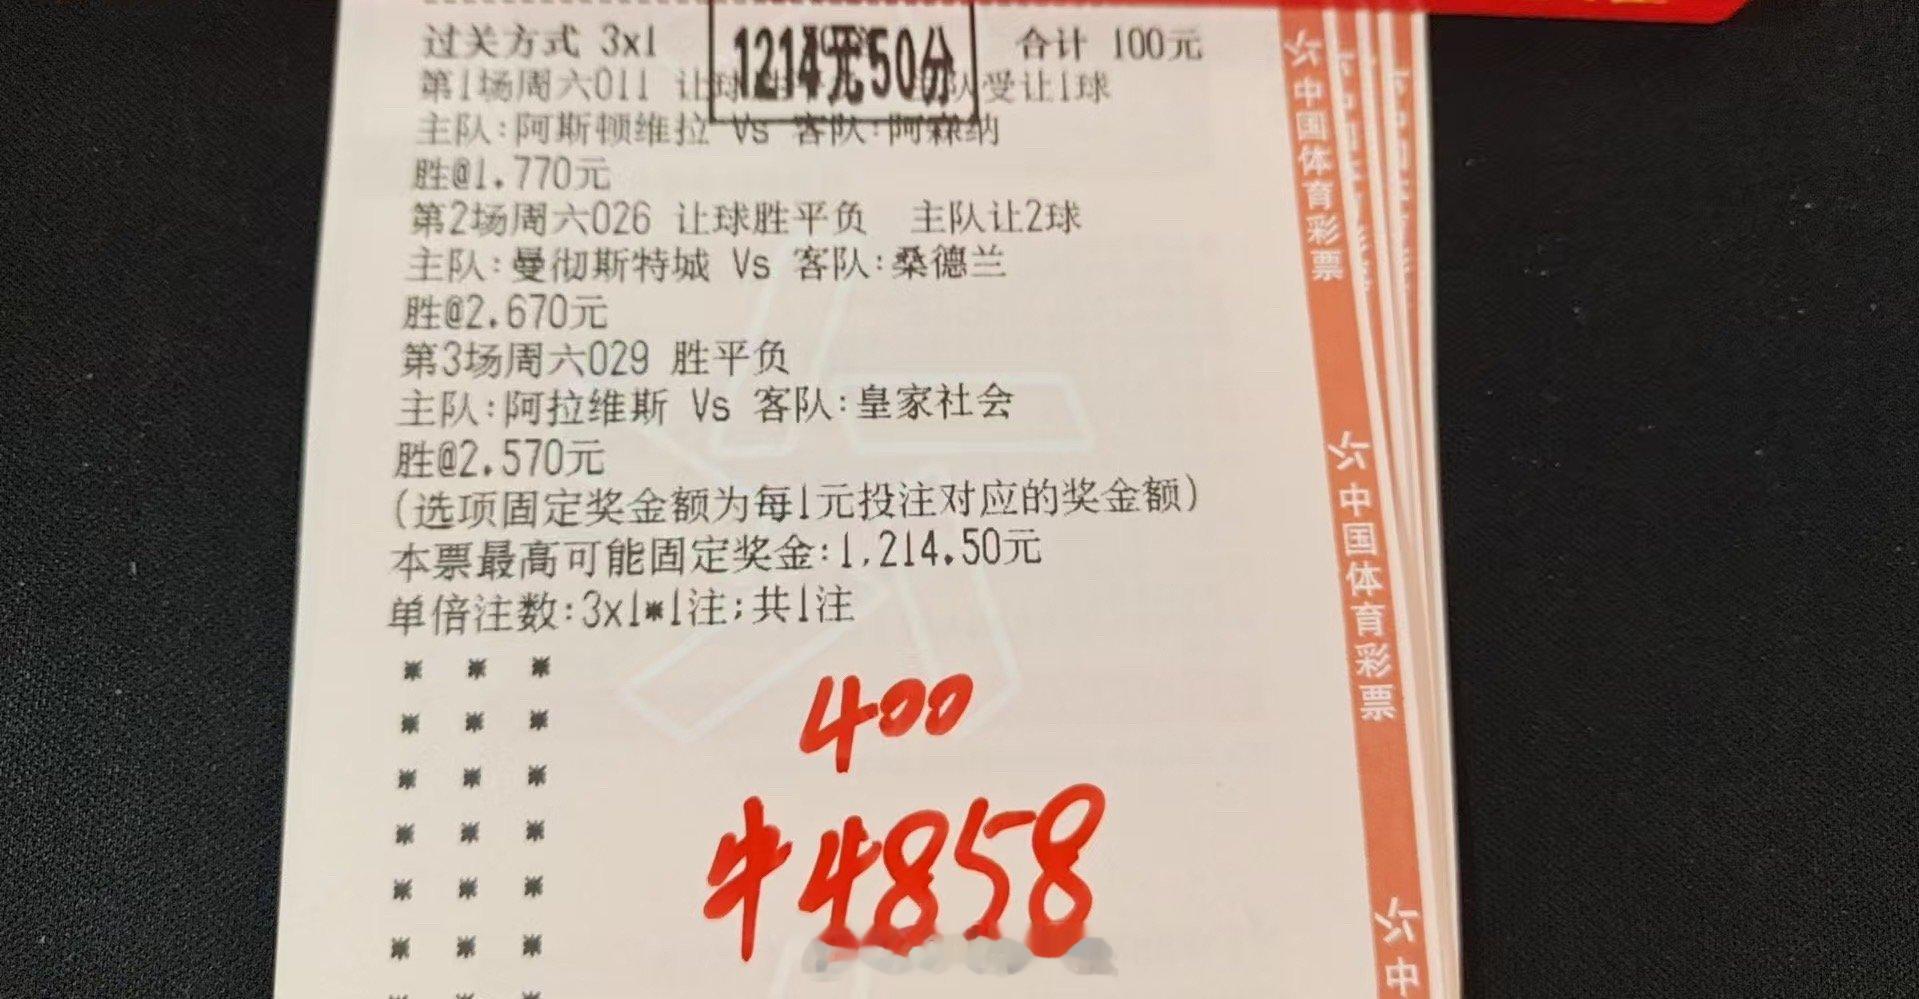 过关方式 3x1 合计 100元
1214元50分
第1场周六011 让球 队受让1球
主队:阿斯顿维拉 Vs 客队:阿森纳
胜@1.770元
第2场周六026 让球胜平负 主队让2球
主队:曼彻斯特城 Vs 客队:桑德兰
胜@2.670元
第3场周六029 胜平负
主队:阿拉维斯 Vs 客队:皇家社会
胜@2.570元
(选项固定奖金额为每1元投注对应的奖金额)
本票最高可能固定奖金:1,214.50元
单倍注数:3x1*1注;共1注
400
中4858
中国体育彩票
中国体育彩票
中